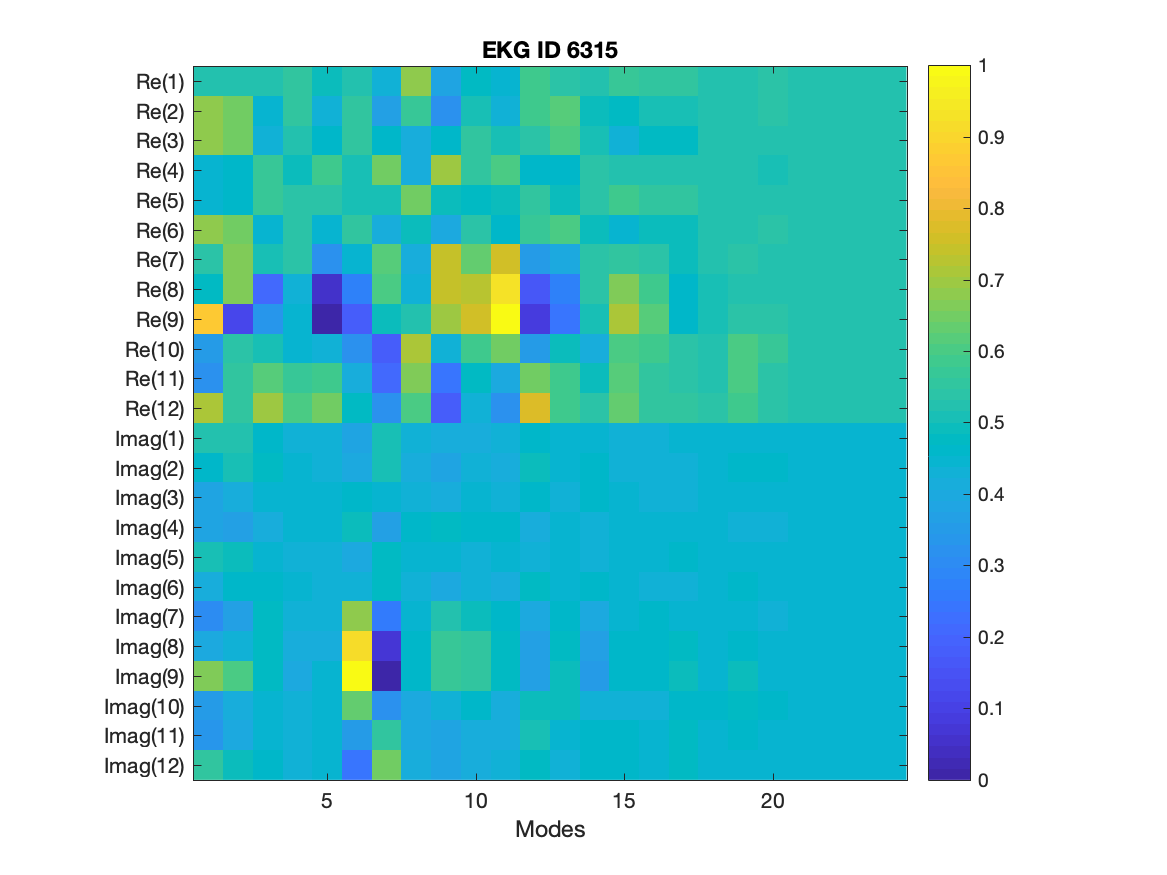 EKG ID 6315
Re(1)
Re(2)
Re(3)
Re(4)
Re(5)
Re(6)
Re(7)
Re(8)
Re(9)
Re(10)
Re(11)
Re(12)
Imag(1)
Imag(2)
Imag(3)
Imag(4)
Imag(5)
Imag(6)
Imag(7)
Imag(8)
Imag(9)
Imag(10)
Imag(11)
Imag(12)
5 10 15 20
Modes
1
0.9
0.8
0.7
0.6
0.5
0.4
0.3
0.2
0.1
0